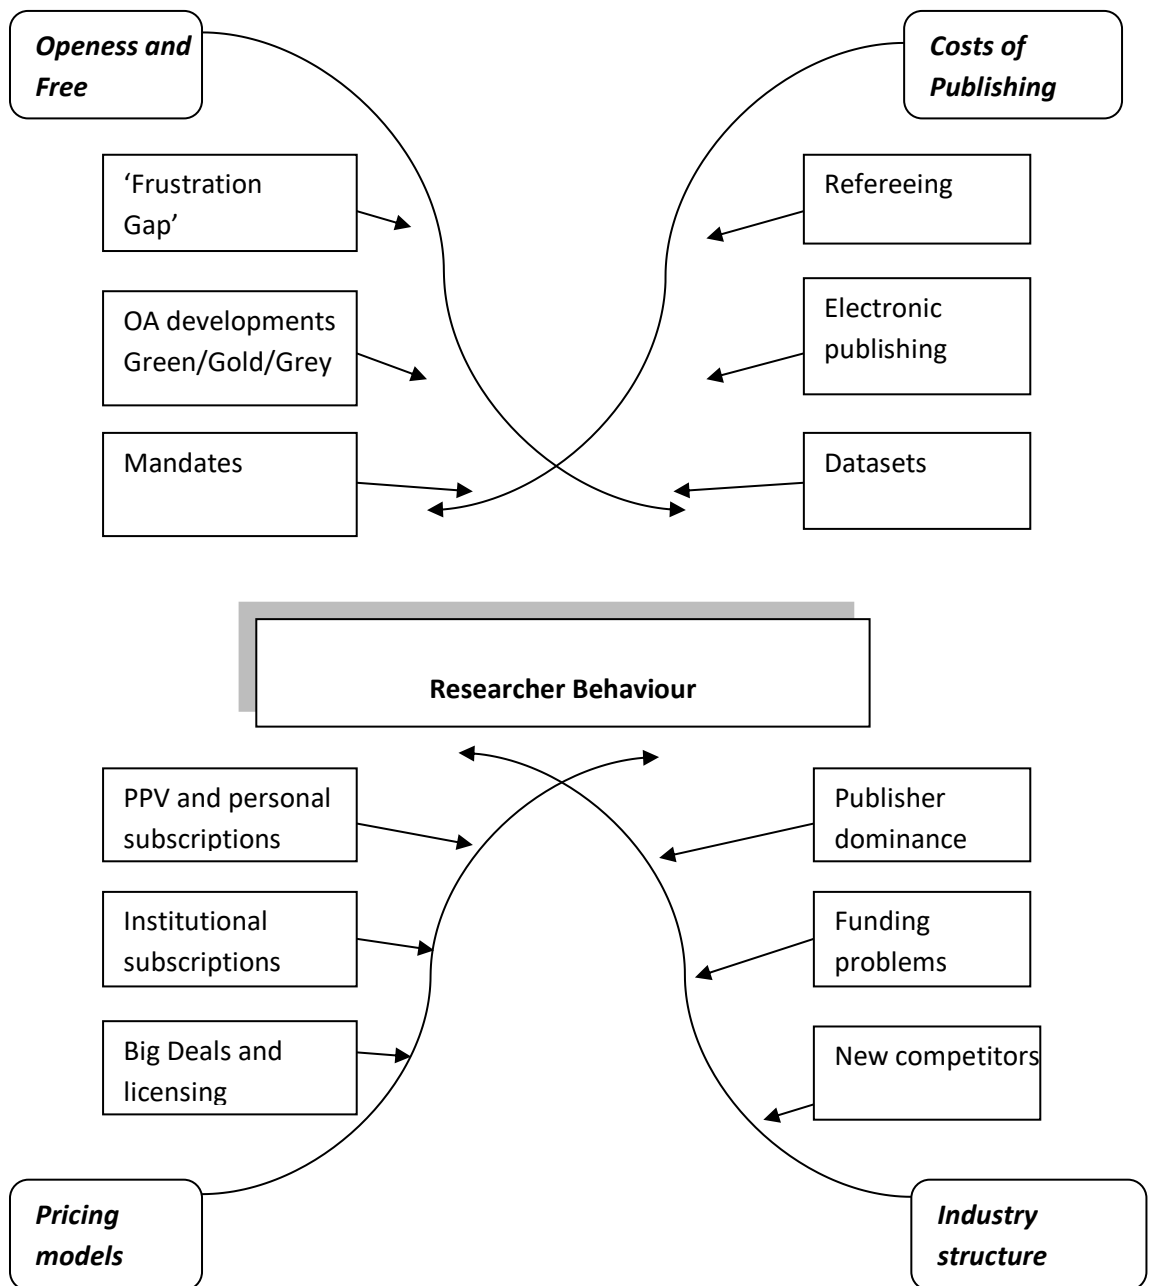 Openess and
Free
Costs of
Publishing
‘Frustration
Gap’
Refereeing
OA developments
Green/Gold/Grey
Electronic
publishing
Mandates
Datasets
Researcher Behaviour
PPV and personal
subscriptions
Publisher
dominance
Institutional
subscriptions
Funding
problems
Big Deals and
licensing
New competitors
Pricing
models
Industry
structure